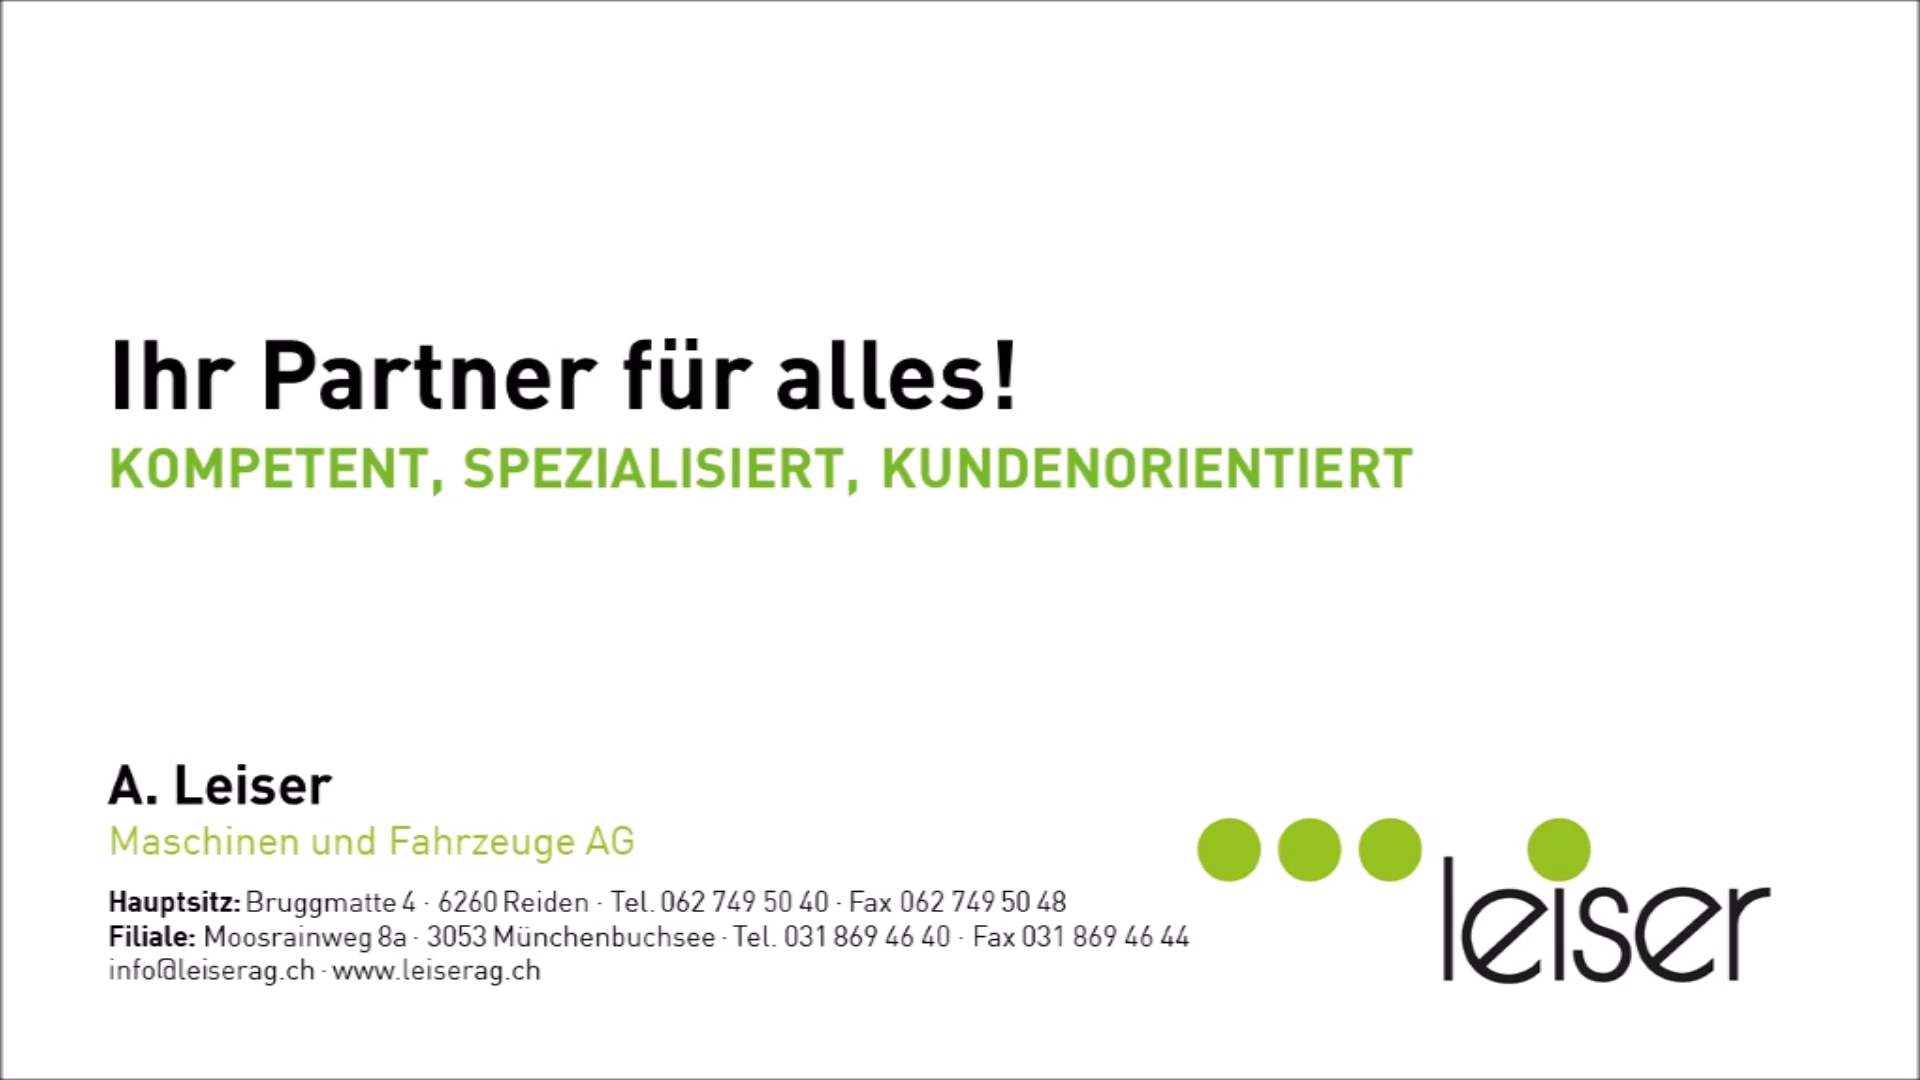 Ihr Partner für alles!
KOMPETENT, SPEZIALISIERT, KUNDENORIENTIERT
A. Leiser
Maschinen und Fahrzeuge AG
Hauptsitz: Bruggmatte 4 · 6260 Reiden · Tel. 062 749 50 40 · Fax 062 749 50 48
Filiale: Moosrainweg 8a · 3053 Münchenbuchsee · Tel. 031 869 46 40 · Fax 031 869 46 44
info@leiserag.ch · www.leiserag.ch
leiser